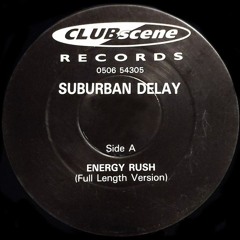 CLUBscene
RECORDS
0506 54305
SUBURBAN DELAY
Side A
ENERGY RUSH
(Full Length Version)